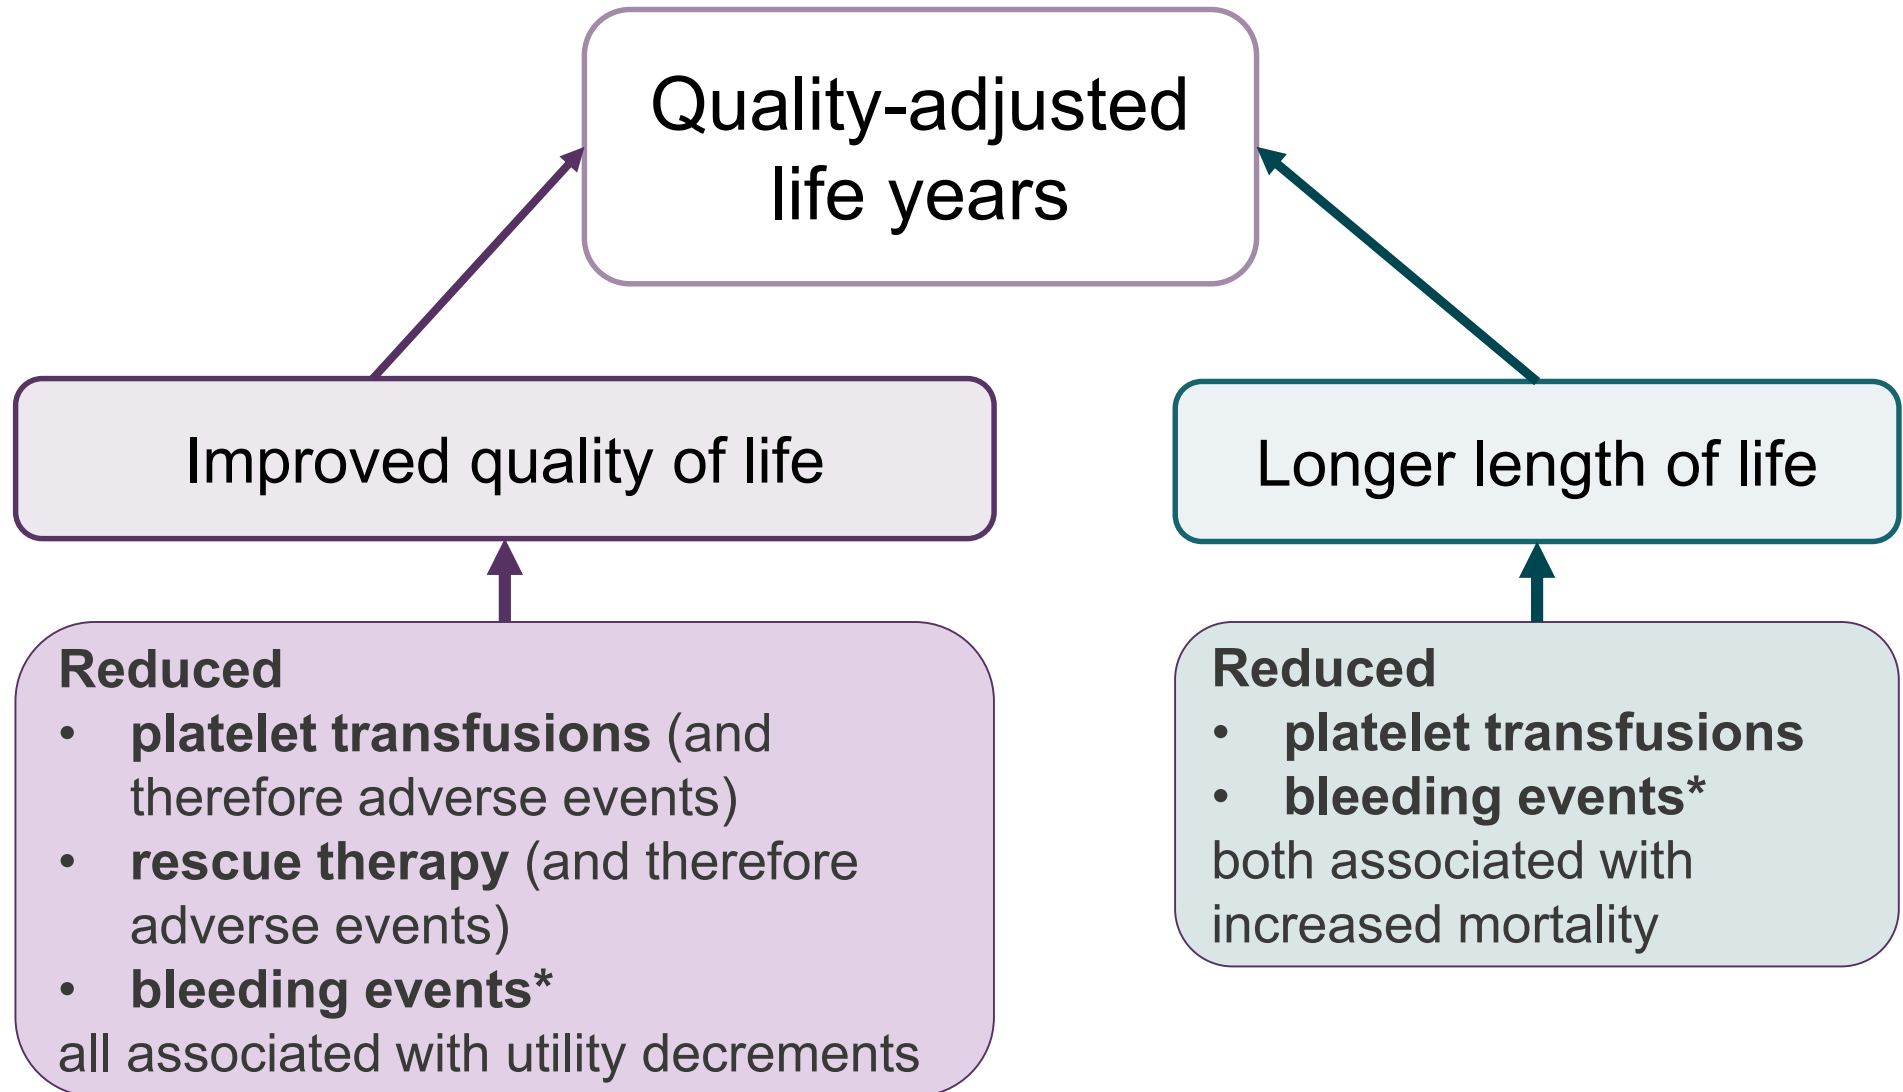 Quality-adjusted
life years
Improved quality of life
Longer length of life
Reduced
• platelet transfusions (and
therefore adverse events)
• rescue therapy (and therefore
adverse events)
• bleeding events*
all associated with utility decrements
Reduced
• platelet transfusions
• bleeding events*
both associated with
increased mortality